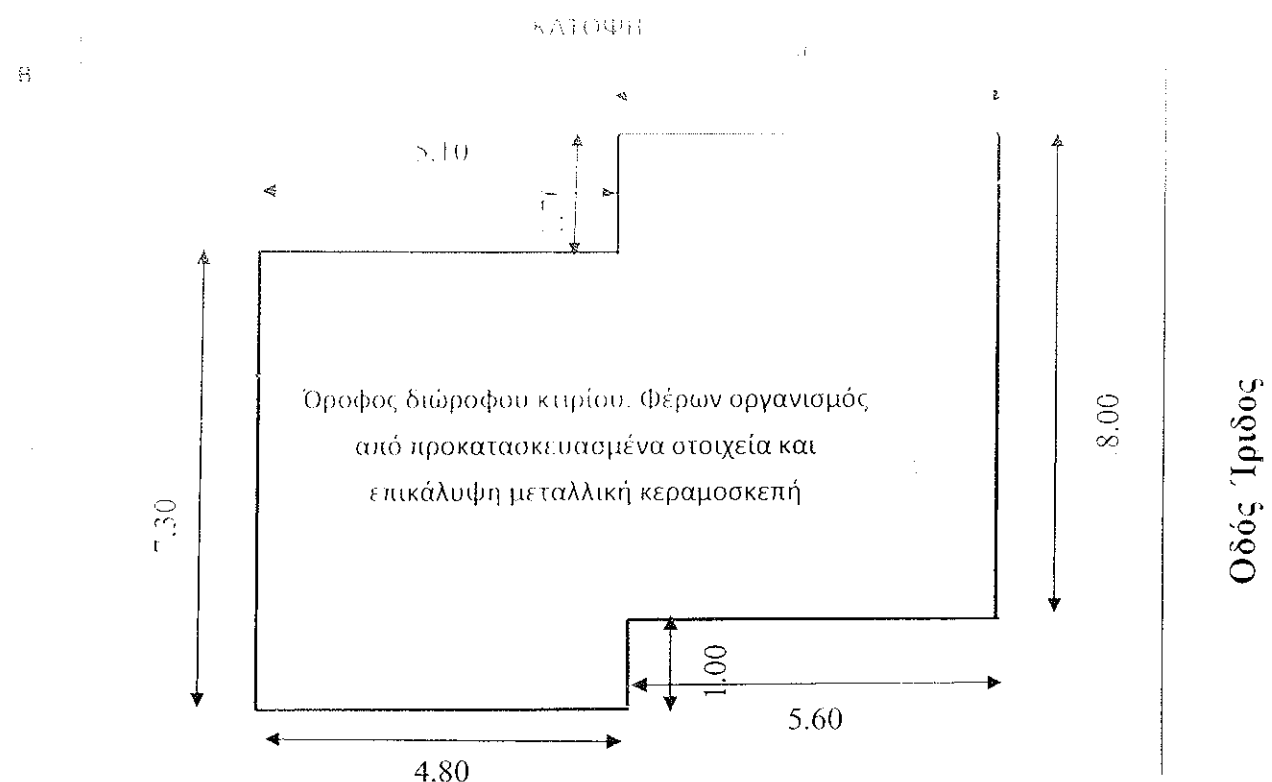 ΚΑΤΟΨΗ
5.10
Όροφος διώροφου κτιρίου. Φέρων οργανισμός
από προκατασκευασμένα στοιχεία και
επικάλυψη μεταλλική κεραμοσκεπή
7.30
8.00
1.00
5.60
4.80
Οδός Ίριδος